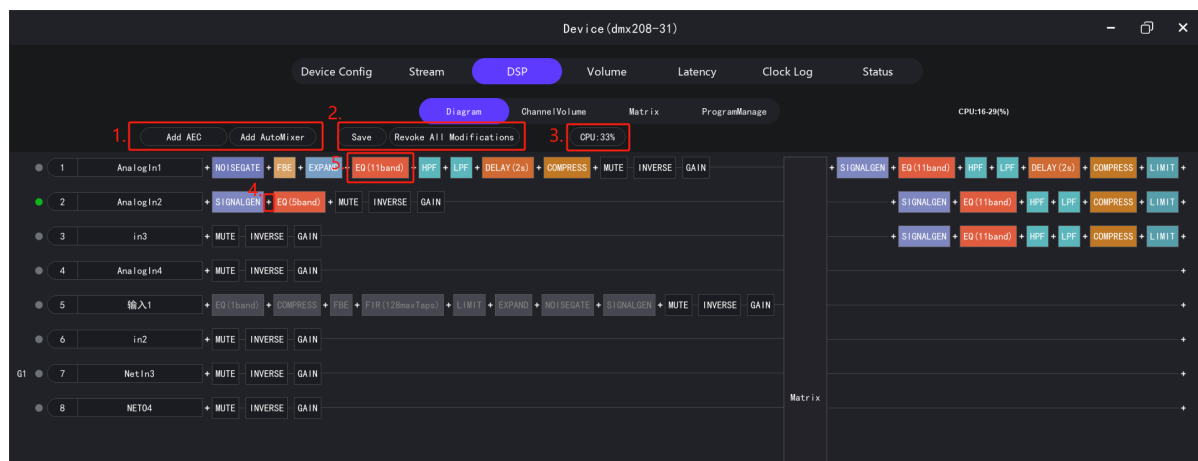 Device(dmx208-31)
Device Config Stream DSP Volume Latency Clock Log Status
Diagram ChannelVolume Matrix ProgramManage CPU:16-29(%)
1. Add AEC Add AutoMixer 2. Save Revoke All Modifications 3. CPU:33%
1 AnalogIn1 + NOISEGATE + FBE + EXPAND 5 EQ(11band) + HPF + LPF + DELAY(2s) + COMPRESS + MUTE INVERSE GAIN + SIGNALGEN + EQ(11band) + HPF + LPF + DELAY(2s) + COMPRESS + LIMIT +
4.
2 AnalogIn2 + SIGNALGEN + EQ(5band) + MUTE INVERSE GAIN + SIGNALGEN + EQ(11band) + HPF + LPF + COMPRESS + LIMIT +
3 in3 + MUTE INVERSE GAIN + SIGNALGEN + EQ(11band) + HPF + LPF + COMPRESS + LIMIT +
4 AnalogIn4 + MUTE INVERSE GAIN +
5 输入1 + EQ(1band) + COMPRESS + FBE + FIR(128maxTaps) + LIMIT + EXPAND + NOISEGATE + SIGNALGEN + MUTE INVERSE GAIN +
6 in2 + MUTE INVERSE GAIN +
G1 7 NetIn3 + MUTE INVERSE GAIN +
8 NET04 + MUTE INVERSE GAIN +
Matrix